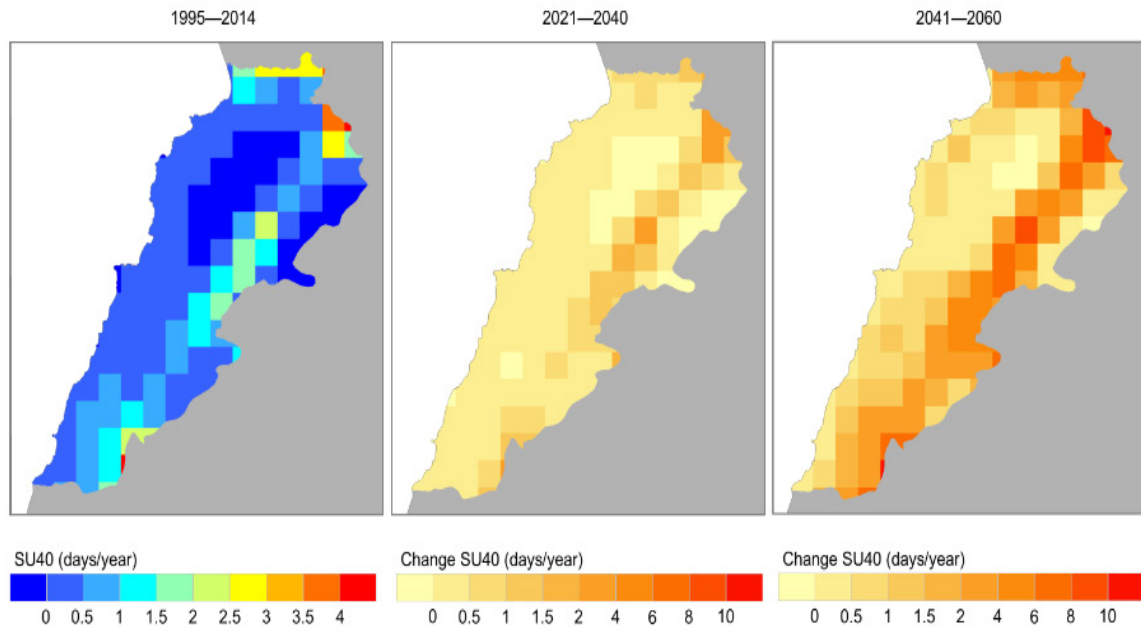 1995—2014
2021—2040
2041—2060
SU40 (days/year)
0 0.5 1 1.5 2 2.5 3 3.5 4
Change SU40 (days/year)
0 0.5 1 1.5 2 4 6 8 10
Change SU40 (days/year)
0 0.5 1 1.5 2 4 6 8 10